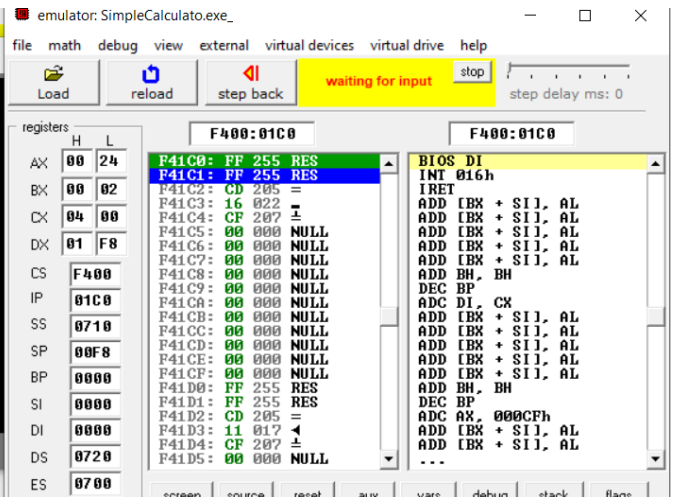 emulator: SimpleCalculato.exe_
file math debug view external virtual devices virtual drive help
Load reload step back waiting for input stop step delay ms: 0
registers F400:01C0 F400:01C0
H L
AX 00 24
BX 00 02
CX 04 00
DX 01 F8
CS F400
IP 01C0
SS 0710
SP 00F8
BP 0000
SI 0000
DI 0000
DS 0720
ES 0700
F41C0: FF 255 RES
F41C1: FF 255 RES
F41C2: CD 205 =
F41C3: 16 022 ▬
F41C4: CF 207 ╧
F41C5: 00 000 NULL
F41C6: 00 000 NULL
F41C7: 00 000 NULL
F41C8: 00 000 NULL
F41C9: 00 000 NULL
F41CA: 00 000 NULL
F41CB: 00 000 NULL
F41CC: 00 000 NULL
F41CD: 00 000 NULL
F41CE: 00 000 NULL
F41CF: 00 000 NULL
F41D0: FF 255 RES
F41D1: FF 255 RES
F41D2: CD 205 =
F41D3: 11 017 ◄
F41D4: CF 207 ╧
F41D5: 00 000 NULL
BIOS DI
INT 016h
IRET
ADD [BX + SI], AL
ADD [BX + SI], AL
ADD [BX + SI], AL
ADD [BX + SI], AL
ADD [BX + SI], AL
ADD BH, BH
DEC BP
ADC DI, CX
ADD [BX + SI], AL
ADD [BX + SI], AL
ADD [BX + SI], AL
ADD [BX + SI], AL
ADD [BX + SI], AL
ADD BH, BH
DEC BP
ADC AX, 000CFh
ADD [BX + SI], AL
ADD [BX + SI], AL
...
screen source reset aux vars debug stack flags